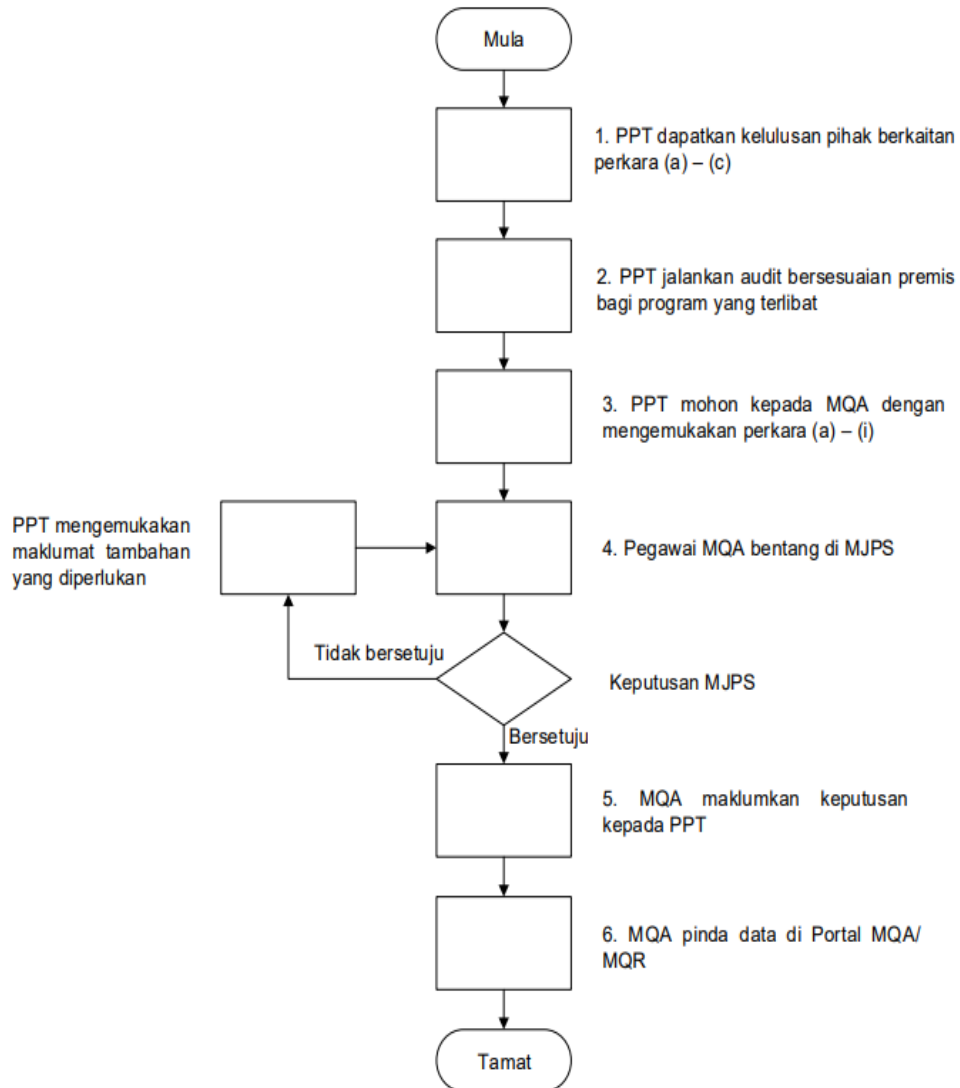 Mula
1. PPT dapatkan kelulusan pihak berkaitan
perkara (a) – (c)
2. PPT jalankan audit bersesuaian premis
bagi program yang terlibat
3. PPT mohon kepada MQA dengan
mengemukakan perkara (a) – (i)
PPT mengemukakan
maklumat tambahan
yang diperlukan
4. Pegawai MQA bentang di MJPS
Tidak bersetuju
Keputusan MJPS
Bersetuju
5. MQA maklumkan keputusan
kepada PPT
6. MQA pinda data di Portal MQA/
MQR
Tamat